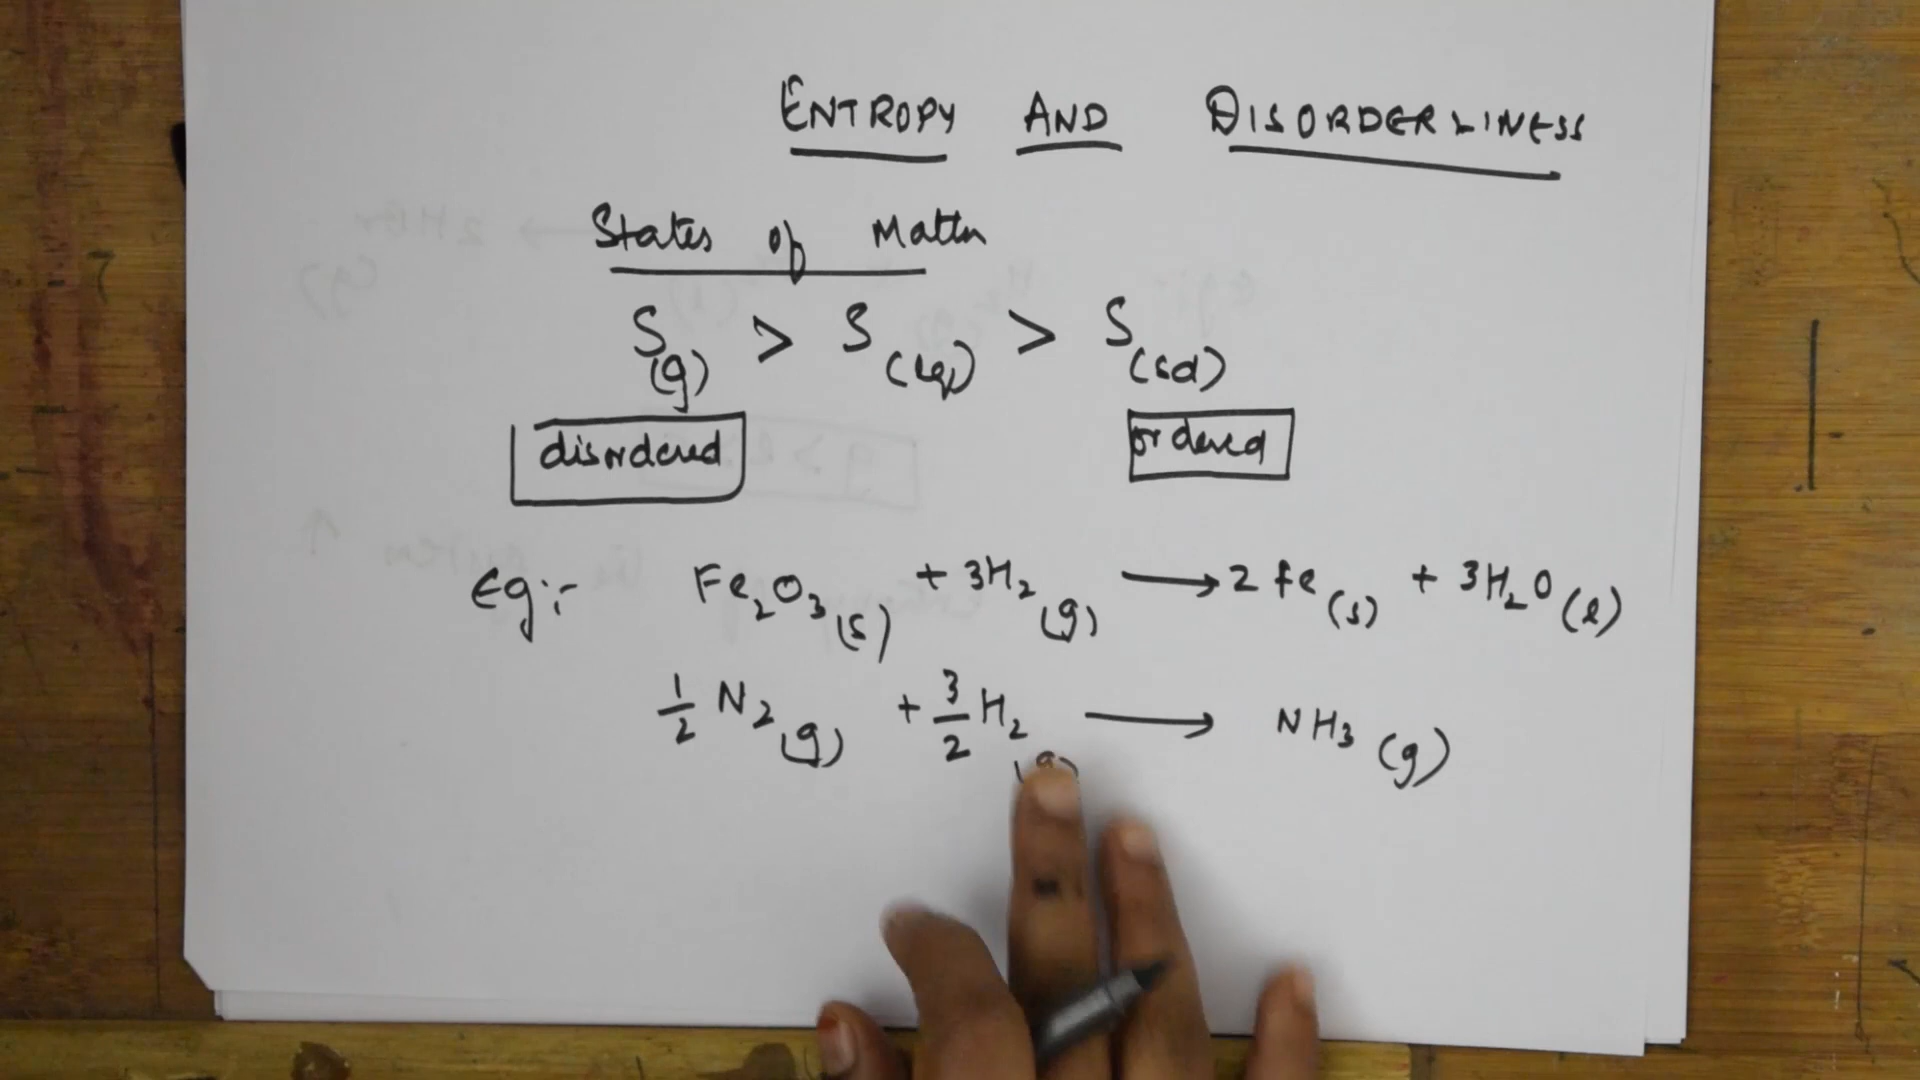 ENTROPY AND DISORDERLINESS
States of Matter
S(g) > S(liq) > S(sd)
disordered ordered
Eg:- Fe₂O₃(s) + 3H₂(g) ⟶ 2Fe(s) + 3H₂O(l)
1/2 N₂(g) + 3/2 H₂(g) ⟶ NH₃(g)